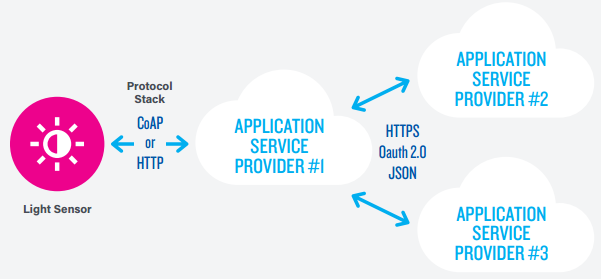 Protocol
Stack
CoAP
or
HTTP
Light Sensor
APPLICATION
SERVICE
PROVIDER #1
HTTPS
Oauth 2.0
JSON
APPLICATION
SERVICE
PROVIDER #2
APPLICATION
SERVICE
PROVIDER #3